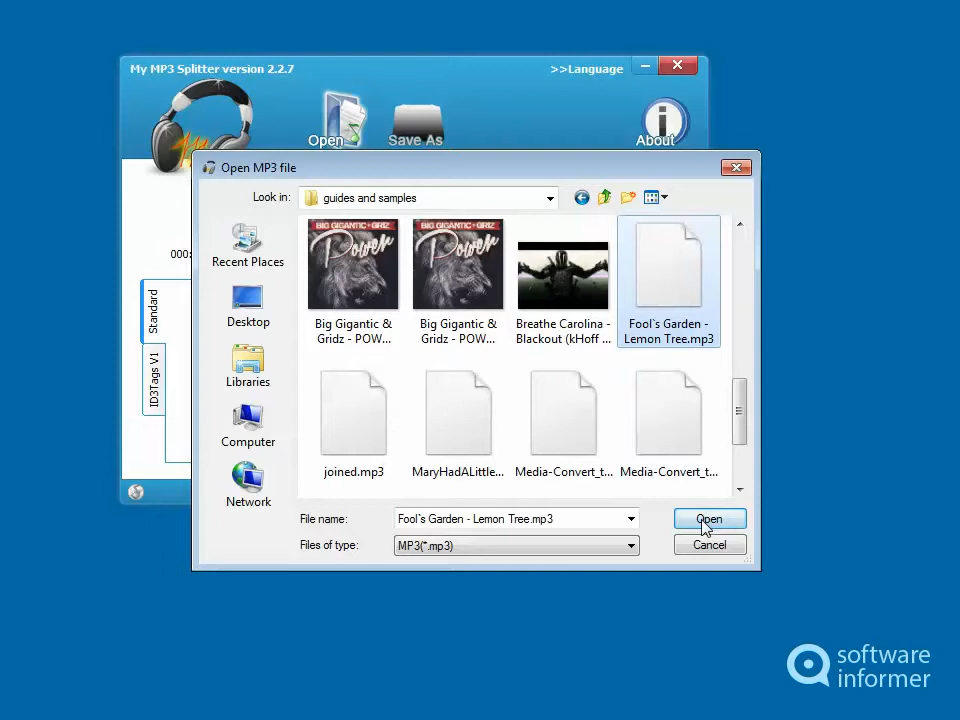 My MP3 Splitter version 2.2.7
>>Language
Open
Save As
About
Open MP3 file
Look in:
guides and samples
000:
Standard
ID3Tags V1
Recent Places
Desktop
Libraries
Computer
Network
BIG GIGANTIC + GRIZ
Power
BIG GIGANTIC + GRIZ
Power
Big Gigantic &
Gridz - POW...
Big Gigantic &
Gridz - POW...
Breathe Carolina -
Blackout (kHoff ...
Fool`s Garden -
Lemon Tree.mp3
joined.mp3
MaryHadALittle...
Media-Convert_t...
Media-Convert_t...
File name:
Fool`s Garden - Lemon Tree.mp3
Open
Files of type:
MP3(*.mp3)
Cancel
software
informer